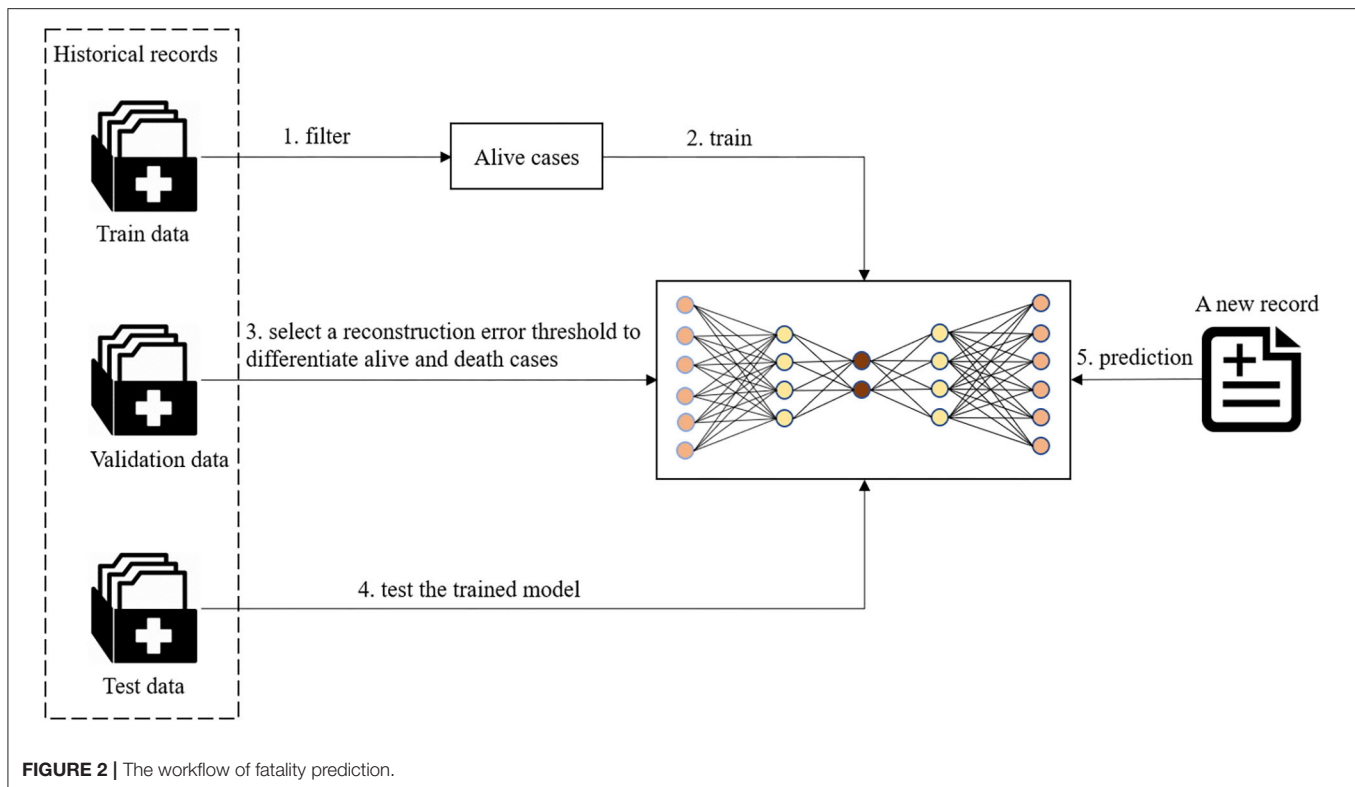 Historical records
1. filter
Alive cases
2. train
Train data
3. select a reconstruction error threshold to
differentiate alive and death cases
Validation data
A new record
5. prediction
4. test the trained model
Test data
FIGURE 2 | The workflow of fatality prediction.